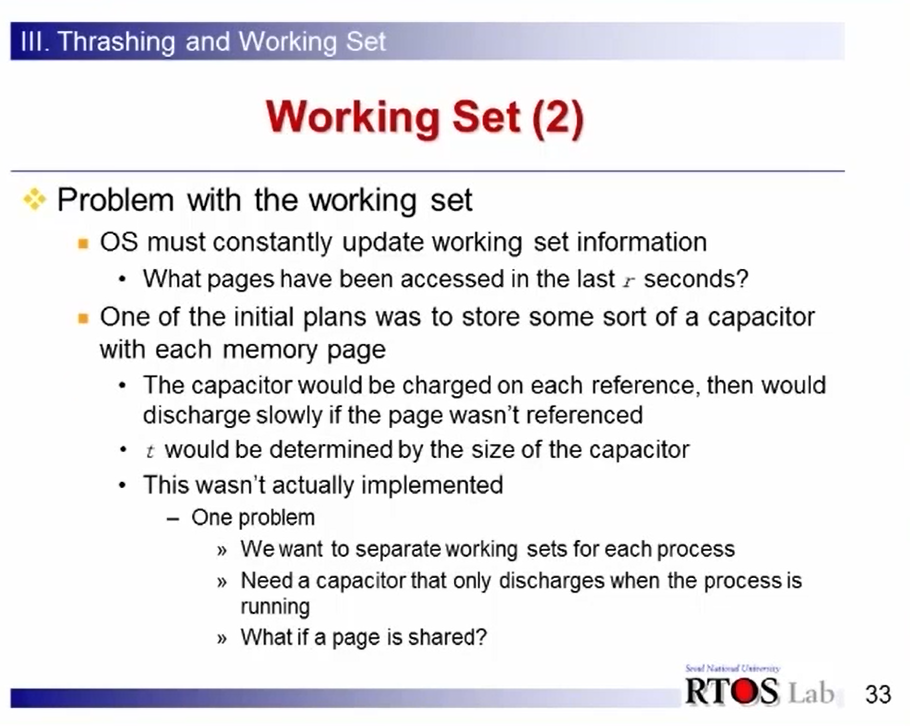 III. Thrashing and Working Set
Working Set (2)
Problem with the working set
OS must constantly update working set information
• What pages have been accessed in the last r seconds?
One of the initial plans was to store some sort of a capacitor
with each memory page
• The capacitor would be charged on each reference, then would
discharge slowly if the page wasn't referenced
• t would be determined by the size of the capacitor
• This wasn't actually implemented
– One problem
» We want to separate working sets for each process
» Need a capacitor that only discharges when the process is
running
» What if a page is shared?
Seoul National University
RTOS Lab
33